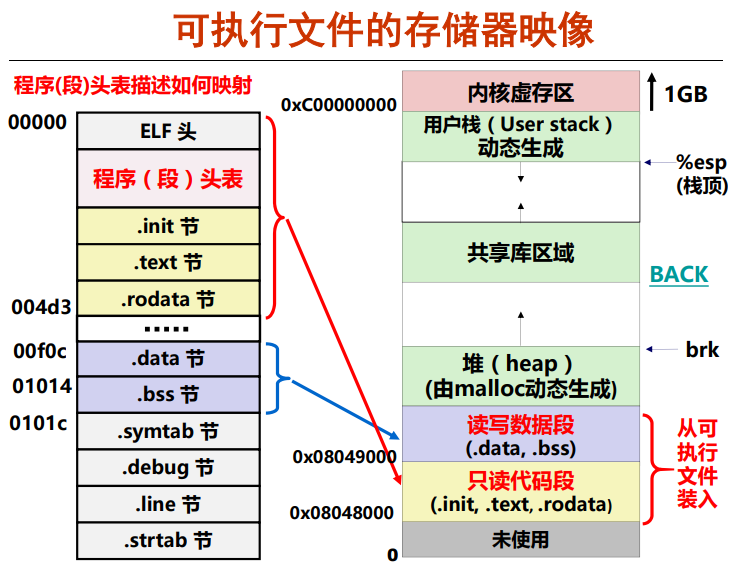 可执行文件的存储器映像
程序(段)头表描述如何映射
00000
ELF 头
程序（段）头表
.init 节
.text 节
.rodata 节
004d3
.....
00f0c
.data 节
01014
.bss 节
0101c
.symtab 节
.debug 节
.line 节
.strtab 节
0xC00000000
内核虚存区
1GB
用户栈（User stack）
动态生成
%esp
(栈顶)
共享库区域
BACK
brk
堆（heap）
(由malloc动态生成)
读写数据段
(.data, .bss)
0x08049000
只读代码段
(.init, .text, .rodata)
0x08048000
未使用
0
从可
执行
文件
装入